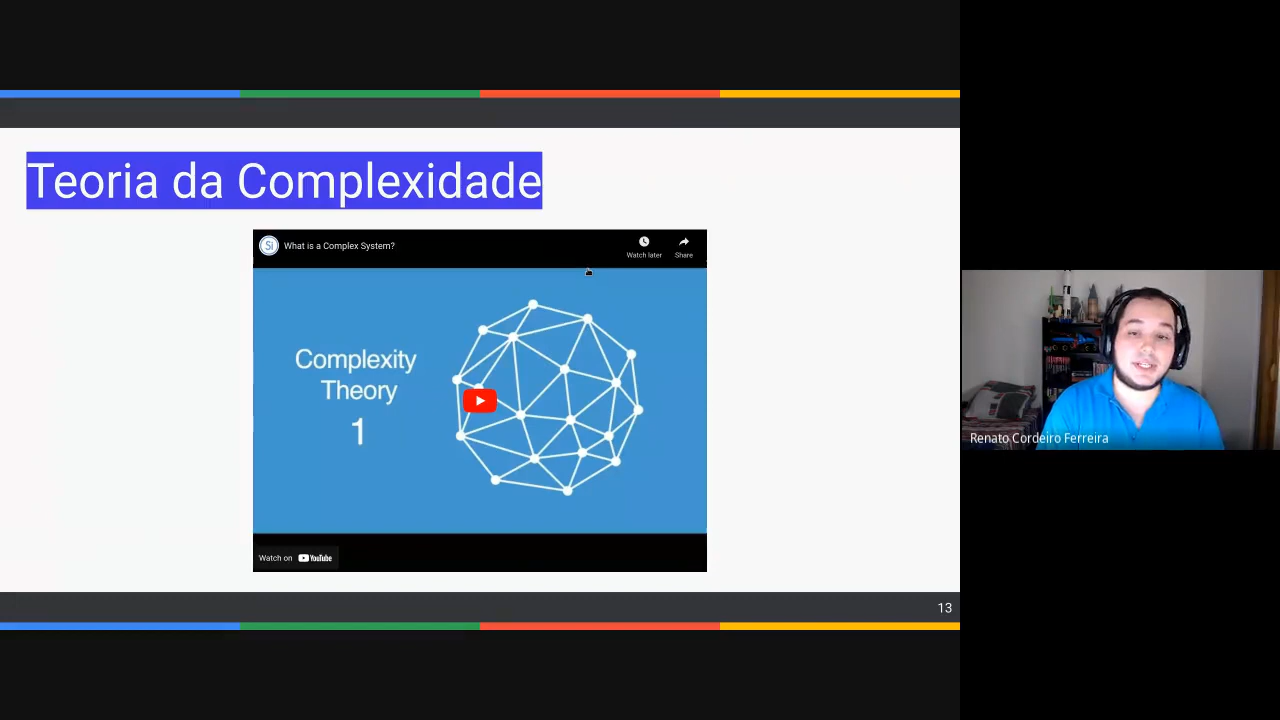 Teoria da Complexidade
Si What is a Complex System?
Watch later
Share
Complexity
Theory
1
Watch on YouTube
13
Renato Cordeiro Ferreira